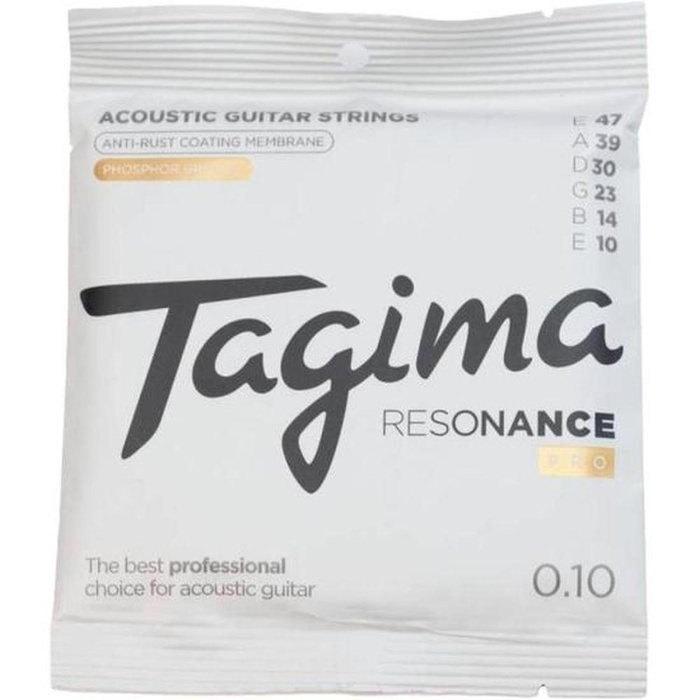 ACOUSTIC GUITAR STRINGS
ANTI-RUST COATING MEMBRANE
PHOSPHOR
E 47
A 39
D 30
G 23
B 14
E 10
Tagima
RESONANCE
PRO
The best professional
choice for acoustic guitar
0.10